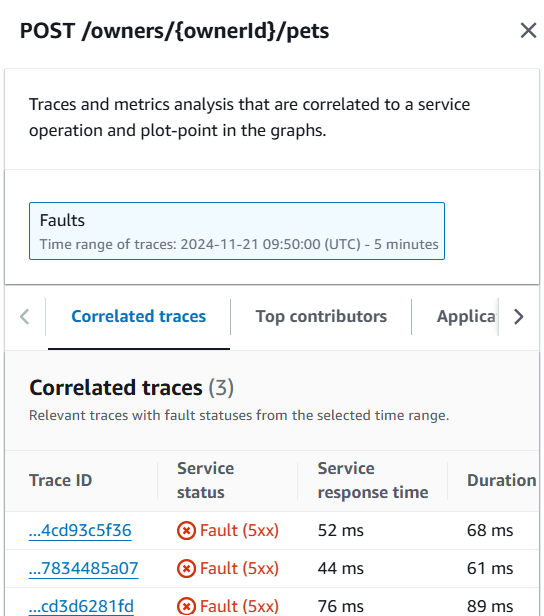 POST /owners/{ownerId}/pets
Traces and metrics analysis that are correlated to a service
operation and plot-point in the graphs.
Faults
Time range of traces: 2024-11-21 09:50:00 (UTC) - 5 minutes
Correlated traces Top contributors Applica
Correlated traces (3)
Relevant traces with fault statuses from the selected time range.
Trace ID Service status Service response time Duration
...4cd93c5f36 Fault (5xx) 52 ms 68 ms
...7834485a07 Fault (5xx) 44 ms 61 ms
...cd3d6281fd Fault (5xx) 76 ms 89 ms